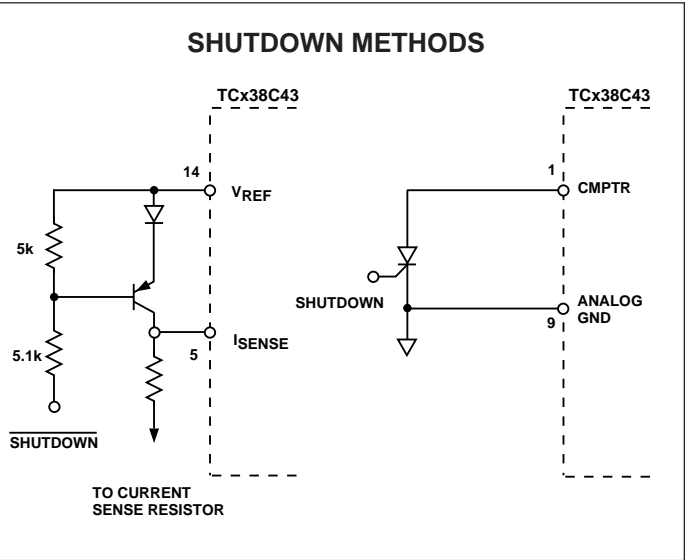 SHUTDOWN METHODS
TCx38C43
14
VREF
5k
5.1k
SHUTDOWN
5
ISENSE
TO CURRENT
SENSE RESISTOR
TCx38C43
1
CMPTR
SHUTDOWN
9
ANALOG
GND